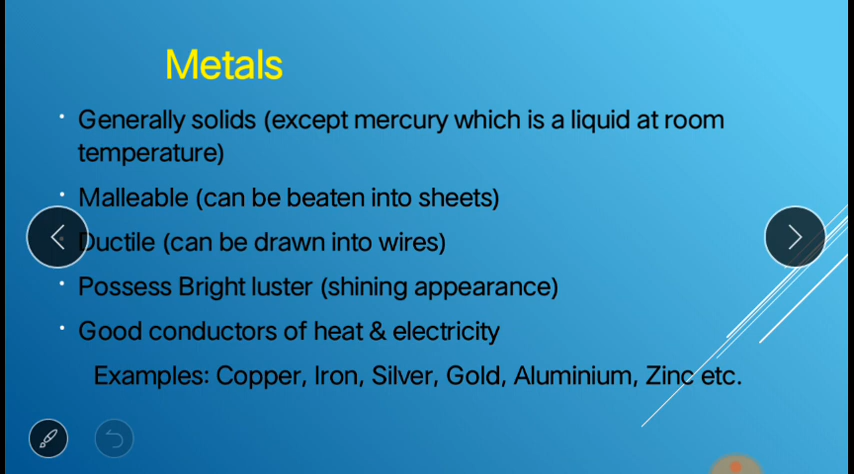 Metals
Generally solids (except mercury which is a liquid at room
temperature)
Malleable (can be beaten into sheets)
Ductile (can be drawn into wires)
Possess Bright luster (shining appearance)
Good conductors of heat & electricity
Examples: Copper, Iron, Silver, Gold, Aluminium, Zinc etc.